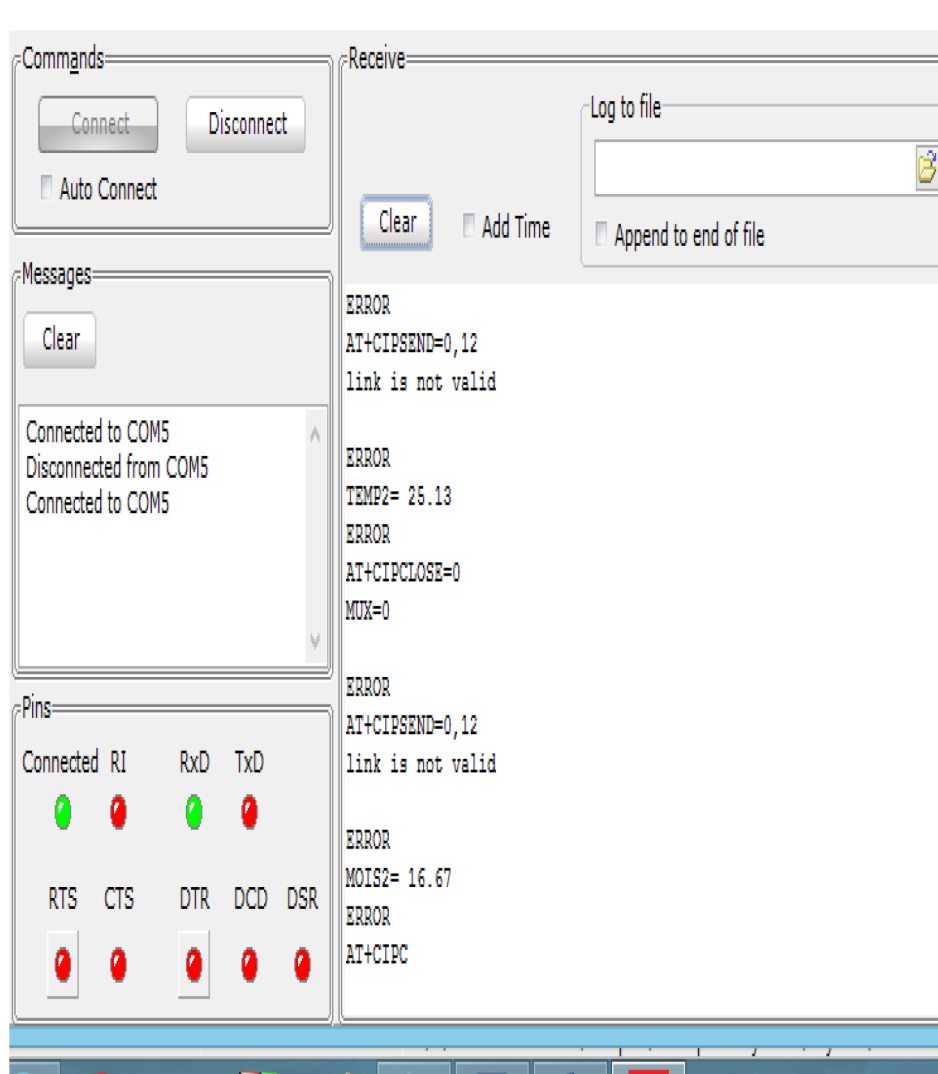 Commands
Connect
Disconnect
Auto Connect
Messages
Clear
Connected to COM5
Disconnected from COM5
Connected to COM5
Pins
Connected RI RxD TxD
RTS CTS DTR DCD DSR
Receive
Log to file
Clear
Add Time
Append to end of file
ERROR
AT+CIPSEND=0,12
link is not valid
ERROR
TEMP2= 25.13
ERROR
AT+CIPCLOSE=0
MUX=0
ERROR
AT+CIPSEND=0,12
link is not valid
ERROR
MOIS2= 16.67
ERROR
AT+CIPC